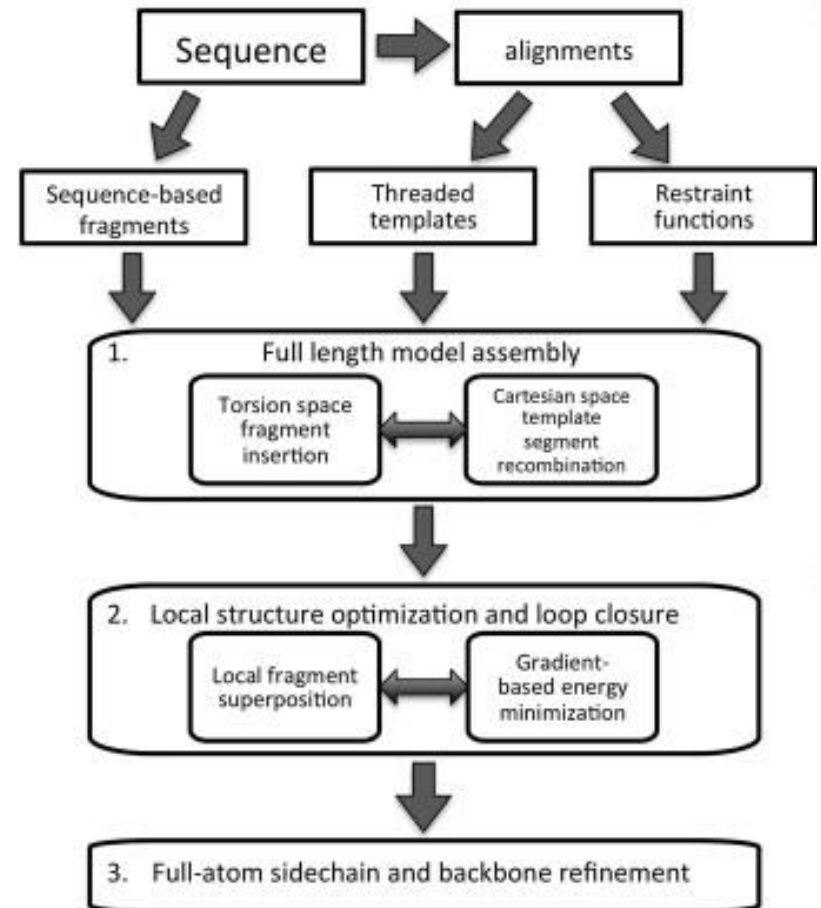 Sequence
alignments
Sequence-based
fragments
Threaded
templates
Restraint
functions
1. Full length model assembly
Torsion space
fragment
insertion
Cartesian space
template
segment
recombination
2. Local structure optimization and loop closure
Local fragment
superposition
Gradient-
based energy
minimization
3. Full-atom sidechain and backbone refinement